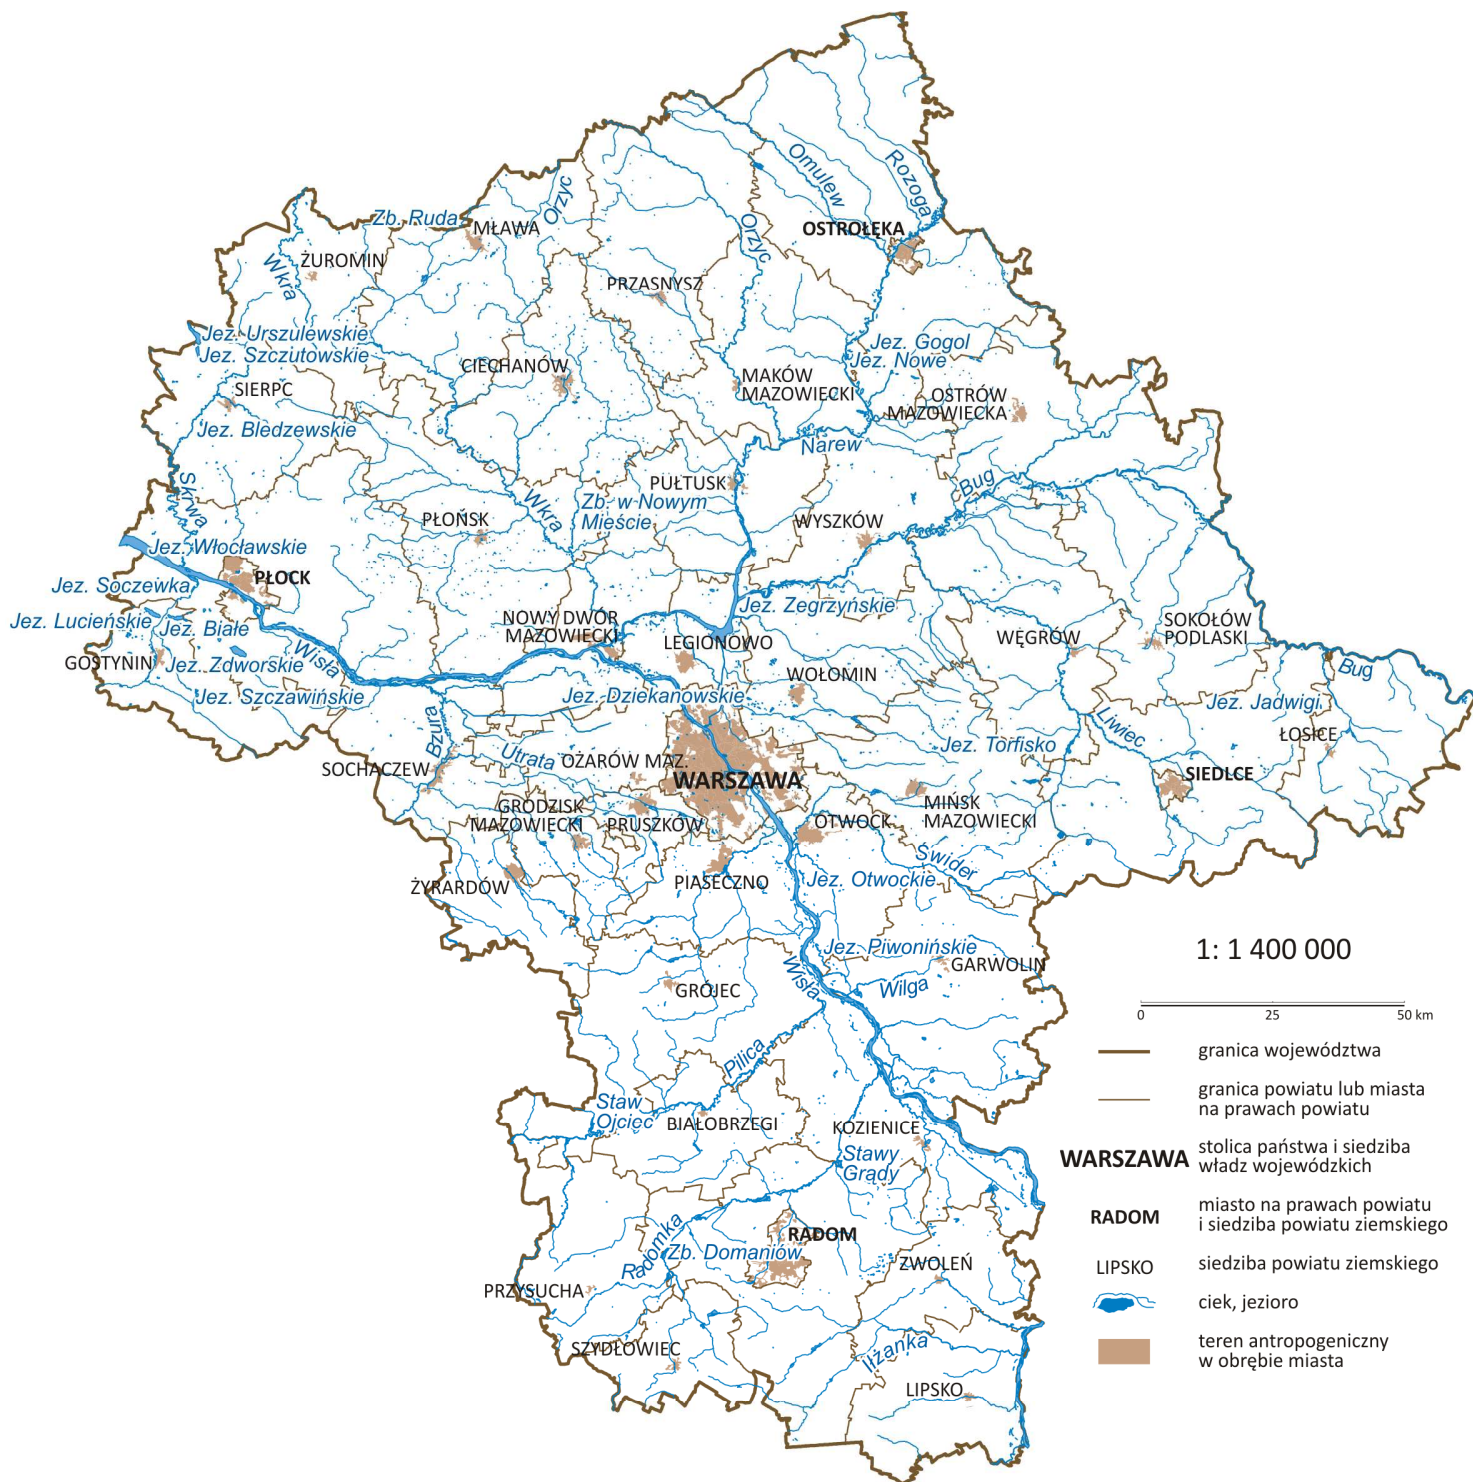 Omulew
Rozoga
Orzyc
Zb. Ruda
MŁAWA
OSTROŁĘKA
Orzyc
ŻUROMIN
Wkra
PRZASNYSZ
Jez. Urszulewskie
Jez. Szczutowskie
Jez. Gogol
Jez. Nowe
CIECHANÓW
MAKÓW
MAZOWIECKI
SIERPC
OSTRÓW
MAZOWIECKA
Jez. Bledzewskie
Narew
Skrwa
PUŁTUSK
Bug
Zb. w Nowym
Mieście
Wkra
PŁOŃSK
WYSZKÓW
Jez. Włocławskie
PŁOCK
Jez. Soczewka
Jez. Zegrzyńskie
Jez. Lucieńskie
Jez. Białe
NOWY DWÓR
MAZOWIECKI
LEGIONOWO
WĘGRÓW
SOKOŁÓW
PODLASKI
GOSTYNIN
Jez. Zdworskie
Wisła
WOŁOMIN
Bug
Jez. Szczawińskie
Jez. Dziekanowskie
Jez. Jadwigi
Liwiec
Bzura
Utrata
OŻARÓW MAZ.
Jez. Torfisko
ŁOSICE
SOCHACZEW
WARSZAWA
SIEDLCE
GRODZISK
MAZOWIECKI
PRUSZKÓW
OTWOCK
MIŃSK
MAZOWIECKI
Świder
ŻYRARDÓW
PIASECZNO
Jez. Otwockie
Jez. Piwonińskie
GARWOLIN
Wisła
Wilga
GRÓJEC
Pilica
Staw
Ojciec
BIAŁOBRZEGI
KOZIENICE
Stawy
Grądy
Radomka
RADOM
Zb. Domaniów
ZWOLEŃ
PRZYSUCHA
SZYDŁOWIEC
Iłżanka
LIPSKO
1: 1 400 000
0 25 50 km
granica województwa
granica powiatu lub miasta
na prawach powiatu
WARSZAWA
stolica państwa i siedziba
władz wojewódzkich
RADOM
miasto na prawach powiatu
i siedziba powiatu ziemskiego
LIPSKO
siedziba powiatu ziemskiego
ciek, jezioro
teren antropogeniczny
w obrębie miasta